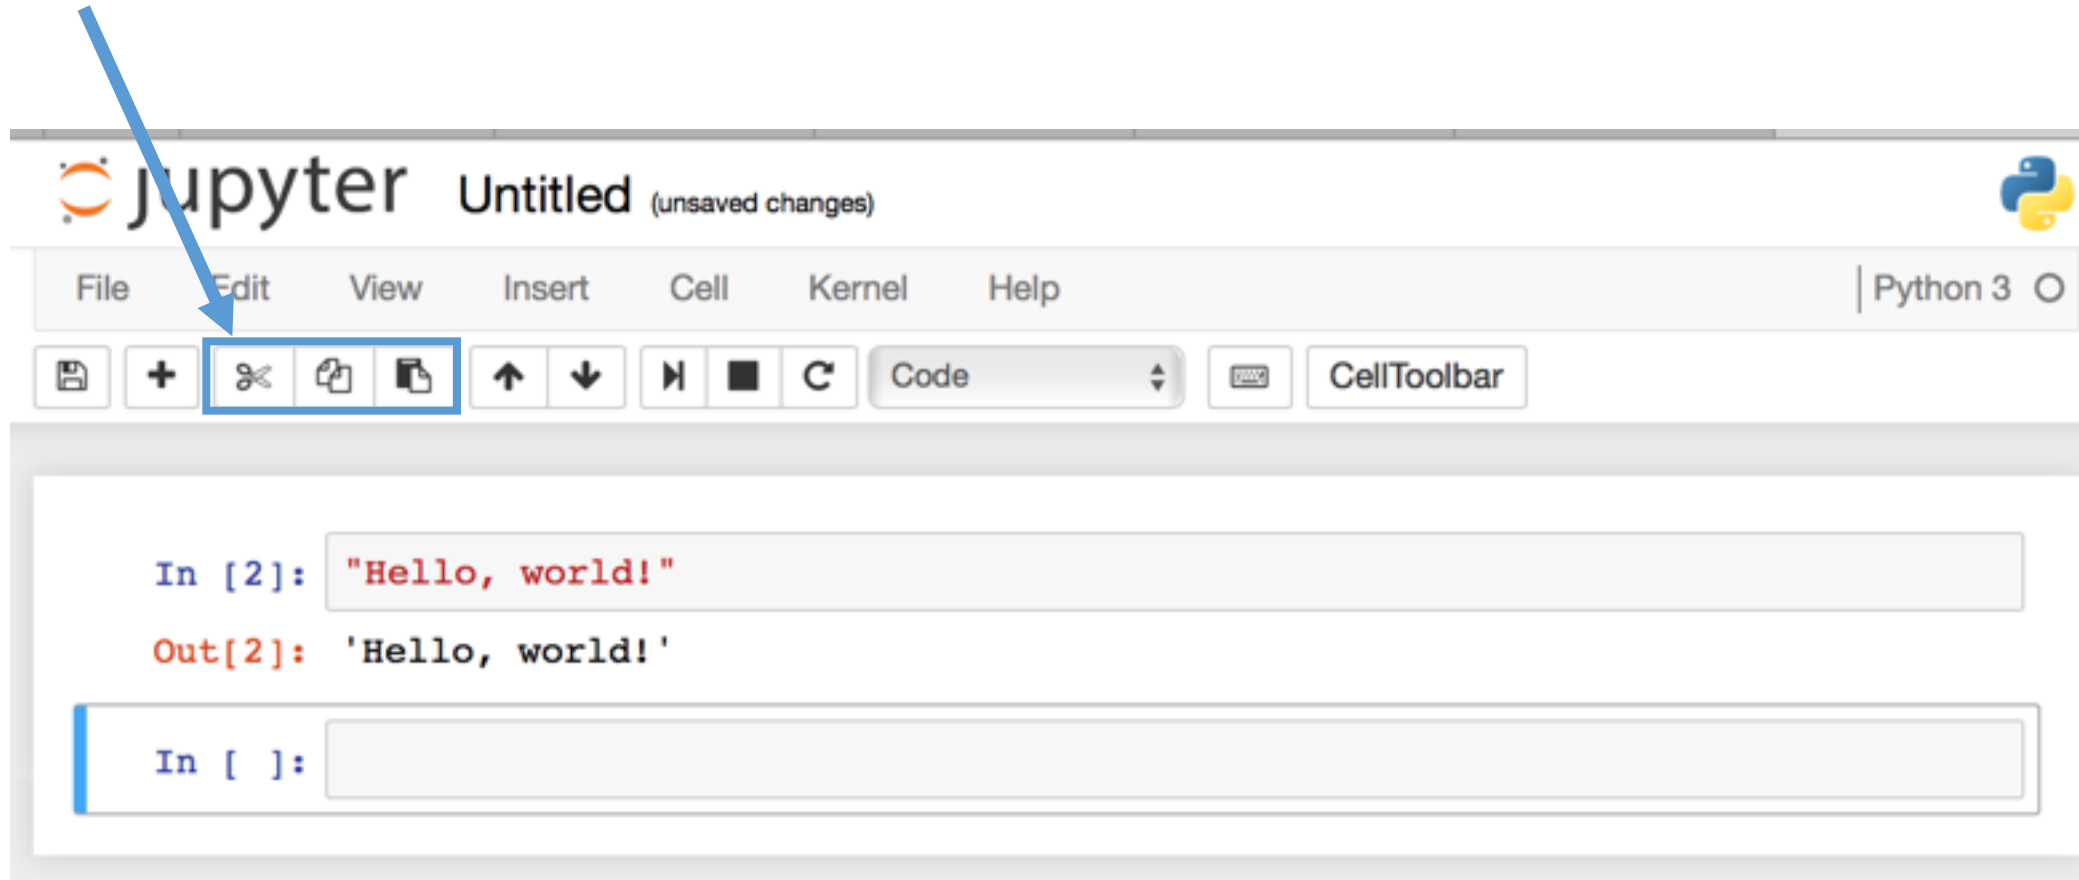 jupyter Untitled (unsaved changes)
File Edit View Insert Cell Kernel Help Python 3
Code CellToolbar
In [2]: "Hello, world!"
Out[2]: 'Hello, world!'
In [ ]: